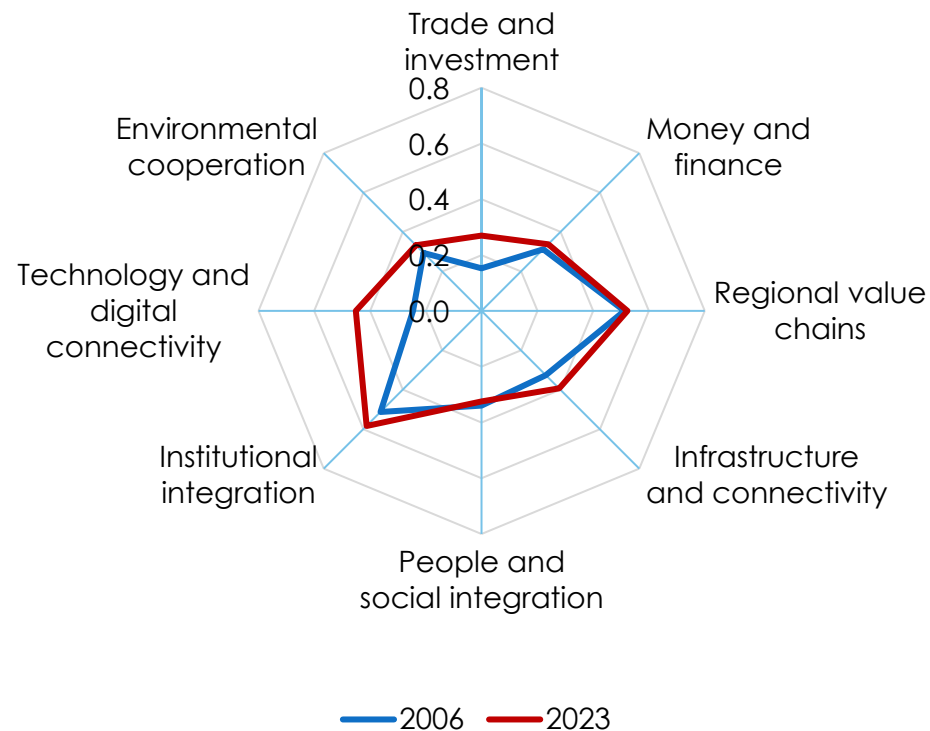 Trade and
investment
0.8
Environmental
cooperation
Money and
finance
0.6
0.4
0.2
Technology and
digital
connectivity
0.0
Regional value
chains
Institutional
integration
Infrastructure
and connectivity
People and
social integration
2006
2023